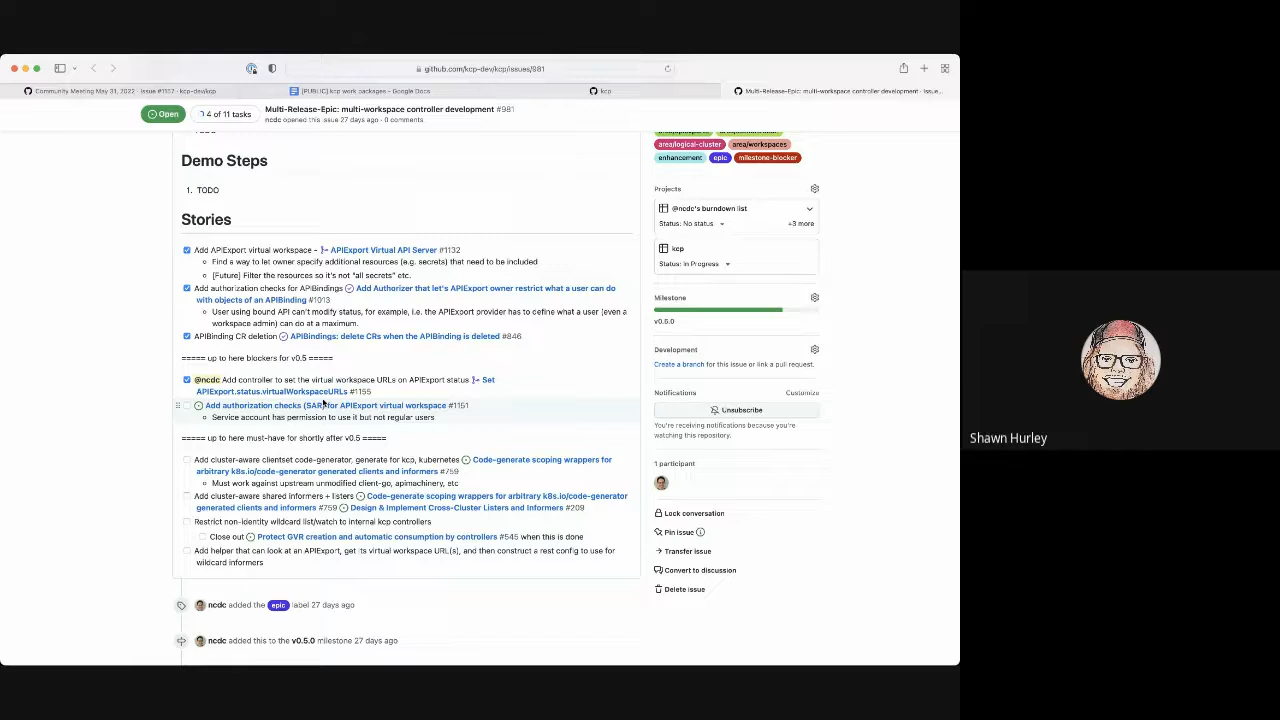 github.com/kcp-dev/kcp/issues/981
Community Meeting May 31, 2022 · Issue #1157 · kcp-dev/kcp
[PUBLIC] kcp work packages - Google Docs
kcp
Multi-Release-Epic: multi-workspace controller development · Issue...
Open
4 of 11 tasks
Multi-Release-Epic: multi-workspace controller development #981
ncdc opened this issue 27 days ago · 0 comments
Demo Steps
1. TODO
Stories
Add APIExport virtual workspace - APIExport Virtual API Server #1132
Find a way to let owner specify additional resources (e.g. secrets) that need to be included
[Future] Filter the resources so it's not "all secrets" etc.
Add authorization checks for APIBindings Add Authorizer that let's APIExport owner restrict what a user can do
with objects of an APIBinding #1013
User using bound API can't modify status, for example, i.e. the APIExport provider has to define what a user (even a
workspace admin) can do at a maximum.
APIBinding CR deletion APIBindings: delete CRs when the APIBinding is deleted #846
===== up to here blockers for v0.5 =====
@ncdc Add controller to set the virtual workspace URLs on APIExport status Set
APIExport.status.virtualWorkspaceURLs #1155
Add authorization checks (SAR) for APIExport virtual workspace #1151
Service account has permission to use it but not regular users
===== up to here must-have for shortly after v0.5 =====
Add cluster-aware clientset code-generator, generate for kcp, kubernetes Code-generate scoping wrappers for
arbitrary k8s.io/code-generator generated clients and informers #759
Must work against upstream unmodified client-go, apimachinery, etc
Add cluster-aware shared informers + listers Code-generate scoping wrappers for arbitrary k8s.io/code-generator
generated clients and informers #759 Design & Implement Cross-Cluster Listers and Informers #209
Restrict non-identity wildcard list/watch to internal kcp controllers
Close out Protect GVR creation and automatic consumption by controllers #545 when this is done
Add helper that can look at an APIExport, get its virtual workspace URL(s), and then construct a rest config to use for
wildcard informers
ncdc added the epic label 27 days ago
ncdc added this to the v0.5.0 milestone 27 days ago
area/logical-cluster area/workspaces
enhancement epic milestone-blocker
Projects
@ncdc's burndown list
Status: No status +3 more
kcp
Status: In Progress
Milestone
v0.5.0
Development
Create a branch for this issue or link a pull request.
Notifications Customize
Unsubscribe
You're receiving notifications because you're
watching this repository.
1 participant
Lock conversation
Pin issue
Transfer issue
Convert to discussion
Delete issue
Shawn Hurley